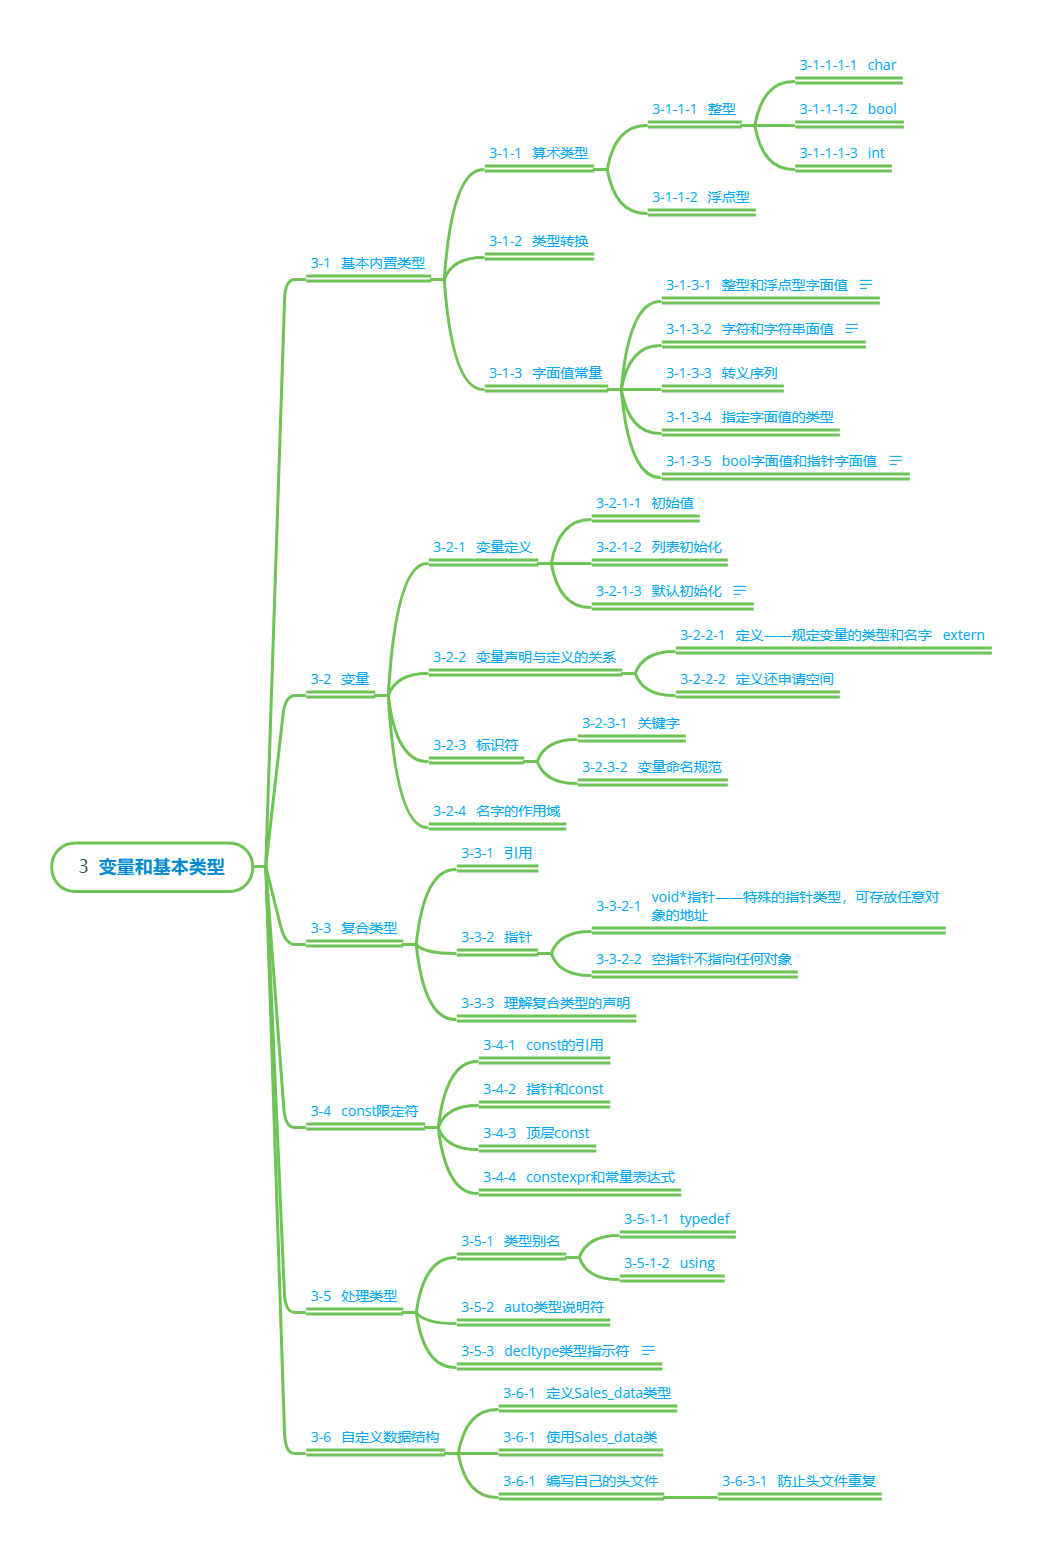 3 变量和基本类型
3-1 基本内置类型
3-1-1 算术类型
3-1-1-1 整型
3-1-1-1-1 char
3-1-1-1-2 bool
3-1-1-1-3 int
3-1-1-2 浮点型
3-1-2 类型转换
3-1-3 字面值常量
3-1-3-1 整型和浮点型字面值
3-1-3-2 字符和字符串面值
3-1-3-3 转义序列
3-1-3-4 指定字面值的类型
3-1-3-5 bool字面值和指针字面值
3-2 变量
3-2-1 变量定义
3-2-1-1 初始值
3-2-1-2 列表初始化
3-2-1-3 默认初始化
3-2-2 变量声明与定义的关系
3-2-2-1 定义——规定变量的类型和名字 extern
3-2-2-2 定义还申请空间
3-2-3 标识符
3-2-3-1 关键字
3-2-3-2 变量命名规范
3-2-4 名字的作用域
3-3 复合类型
3-3-1 引用
3-3-2 指针
3-3-2-1 void*指针——特殊的指针类型，可存放任意对
象的地址
3-3-2-2 空指针不指向任何对象
3-3-3 理解复合类型的声明
3-4 const限定符
3-4-1 const的引用
3-4-2 指针和const
3-4-3 顶层const
3-4-4 constexpr和常量表达式
3-5 处理类型
3-5-1 类型别名
3-5-1-1 typedef
3-5-1-2 using
3-5-2 auto类型说明符
3-5-3 decltype类型指示符
3-6 自定义数据结构
3-6-1 定义Sales_data类型
3-6-1 使用Sales_data类
3-6-1 编写自己的头文件
3-6-3-1 防止头文件重复